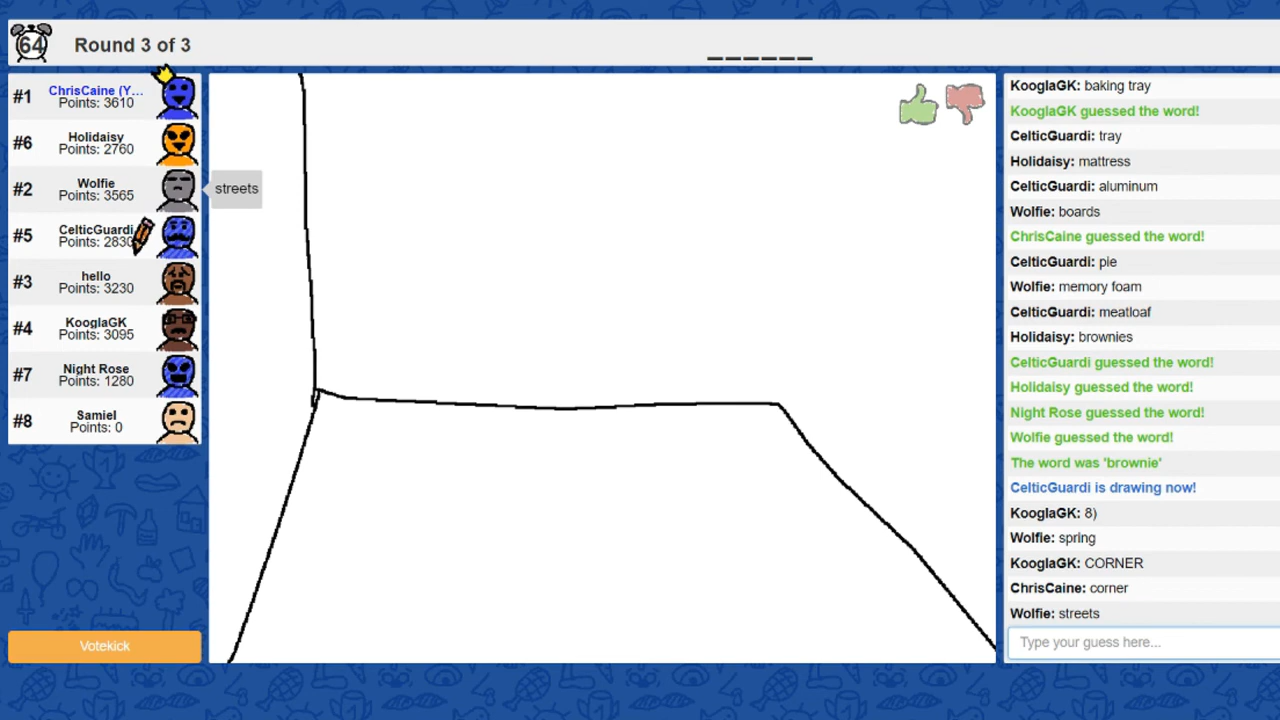 64
Round 3 of 3
______
#1
ChrisCaine (Y...
Points: 3610
#6
Holidaisy
Points: 2760
#2
Wolfie
Points: 3565
streets
#5
CelticGuardi
Points: 2830
#3
hello
Points: 3230
#4
KooglaGK
Points: 3095
#7
Night Rose
Points: 1280
#8
Samiel
Points: 0
Votekick
KooglaGK: baking tray
KooglaGK guessed the word!
CelticGuardi: tray
Holidaisy: mattress
CelticGuardi: aluminum
Wolfie: boards
ChrisCaine guessed the word!
CelticGuardi: pie
Wolfie: memory foam
CelticGuardi: meatloaf
Holidaisy: brownies
CelticGuardi guessed the word!
Holidaisy guessed the word!
Night Rose guessed the word!
Wolfie guessed the word!
The word was 'brownie'
CelticGuardi is drawing now!
KooglaGK: 8)
Wolfie: spring
KooglaGK: CORNER
ChrisCaine: corner
Wolfie: streets
Type your guess here...